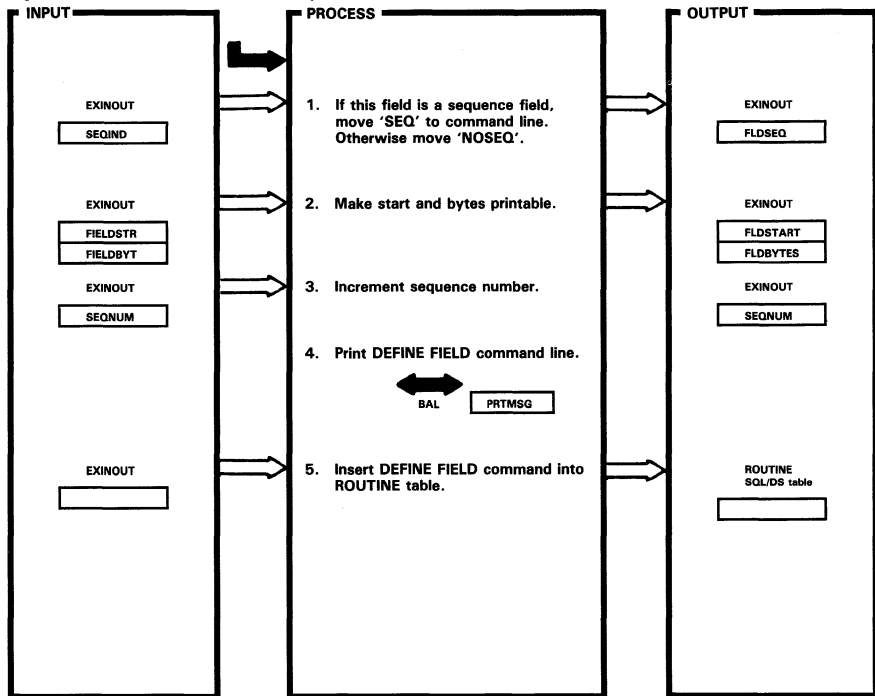 INPUT
PROCESS
OUTPUT
EXINOUT
SEQIND
1. If this field is a sequence field,
move 'SEQ' to command line.
Otherwise move 'NOSEQ'.
EXINOUT
FLDSEQ
EXINOUT
FIELDSTR
FIELDBYT
2. Make start and bytes printable.
EXINOUT
FLDSTART
FLDBYTES
EXINOUT
SEQNUM
3. Increment sequence number.
EXINOUT
SEQNUM
4. Print DEFINE FIELD command line.
BAL
PRTMSG
EXINOUT
5. Insert DEFINE FIELD command into
ROUTINE table.
ROUTINE
SQL/DS table